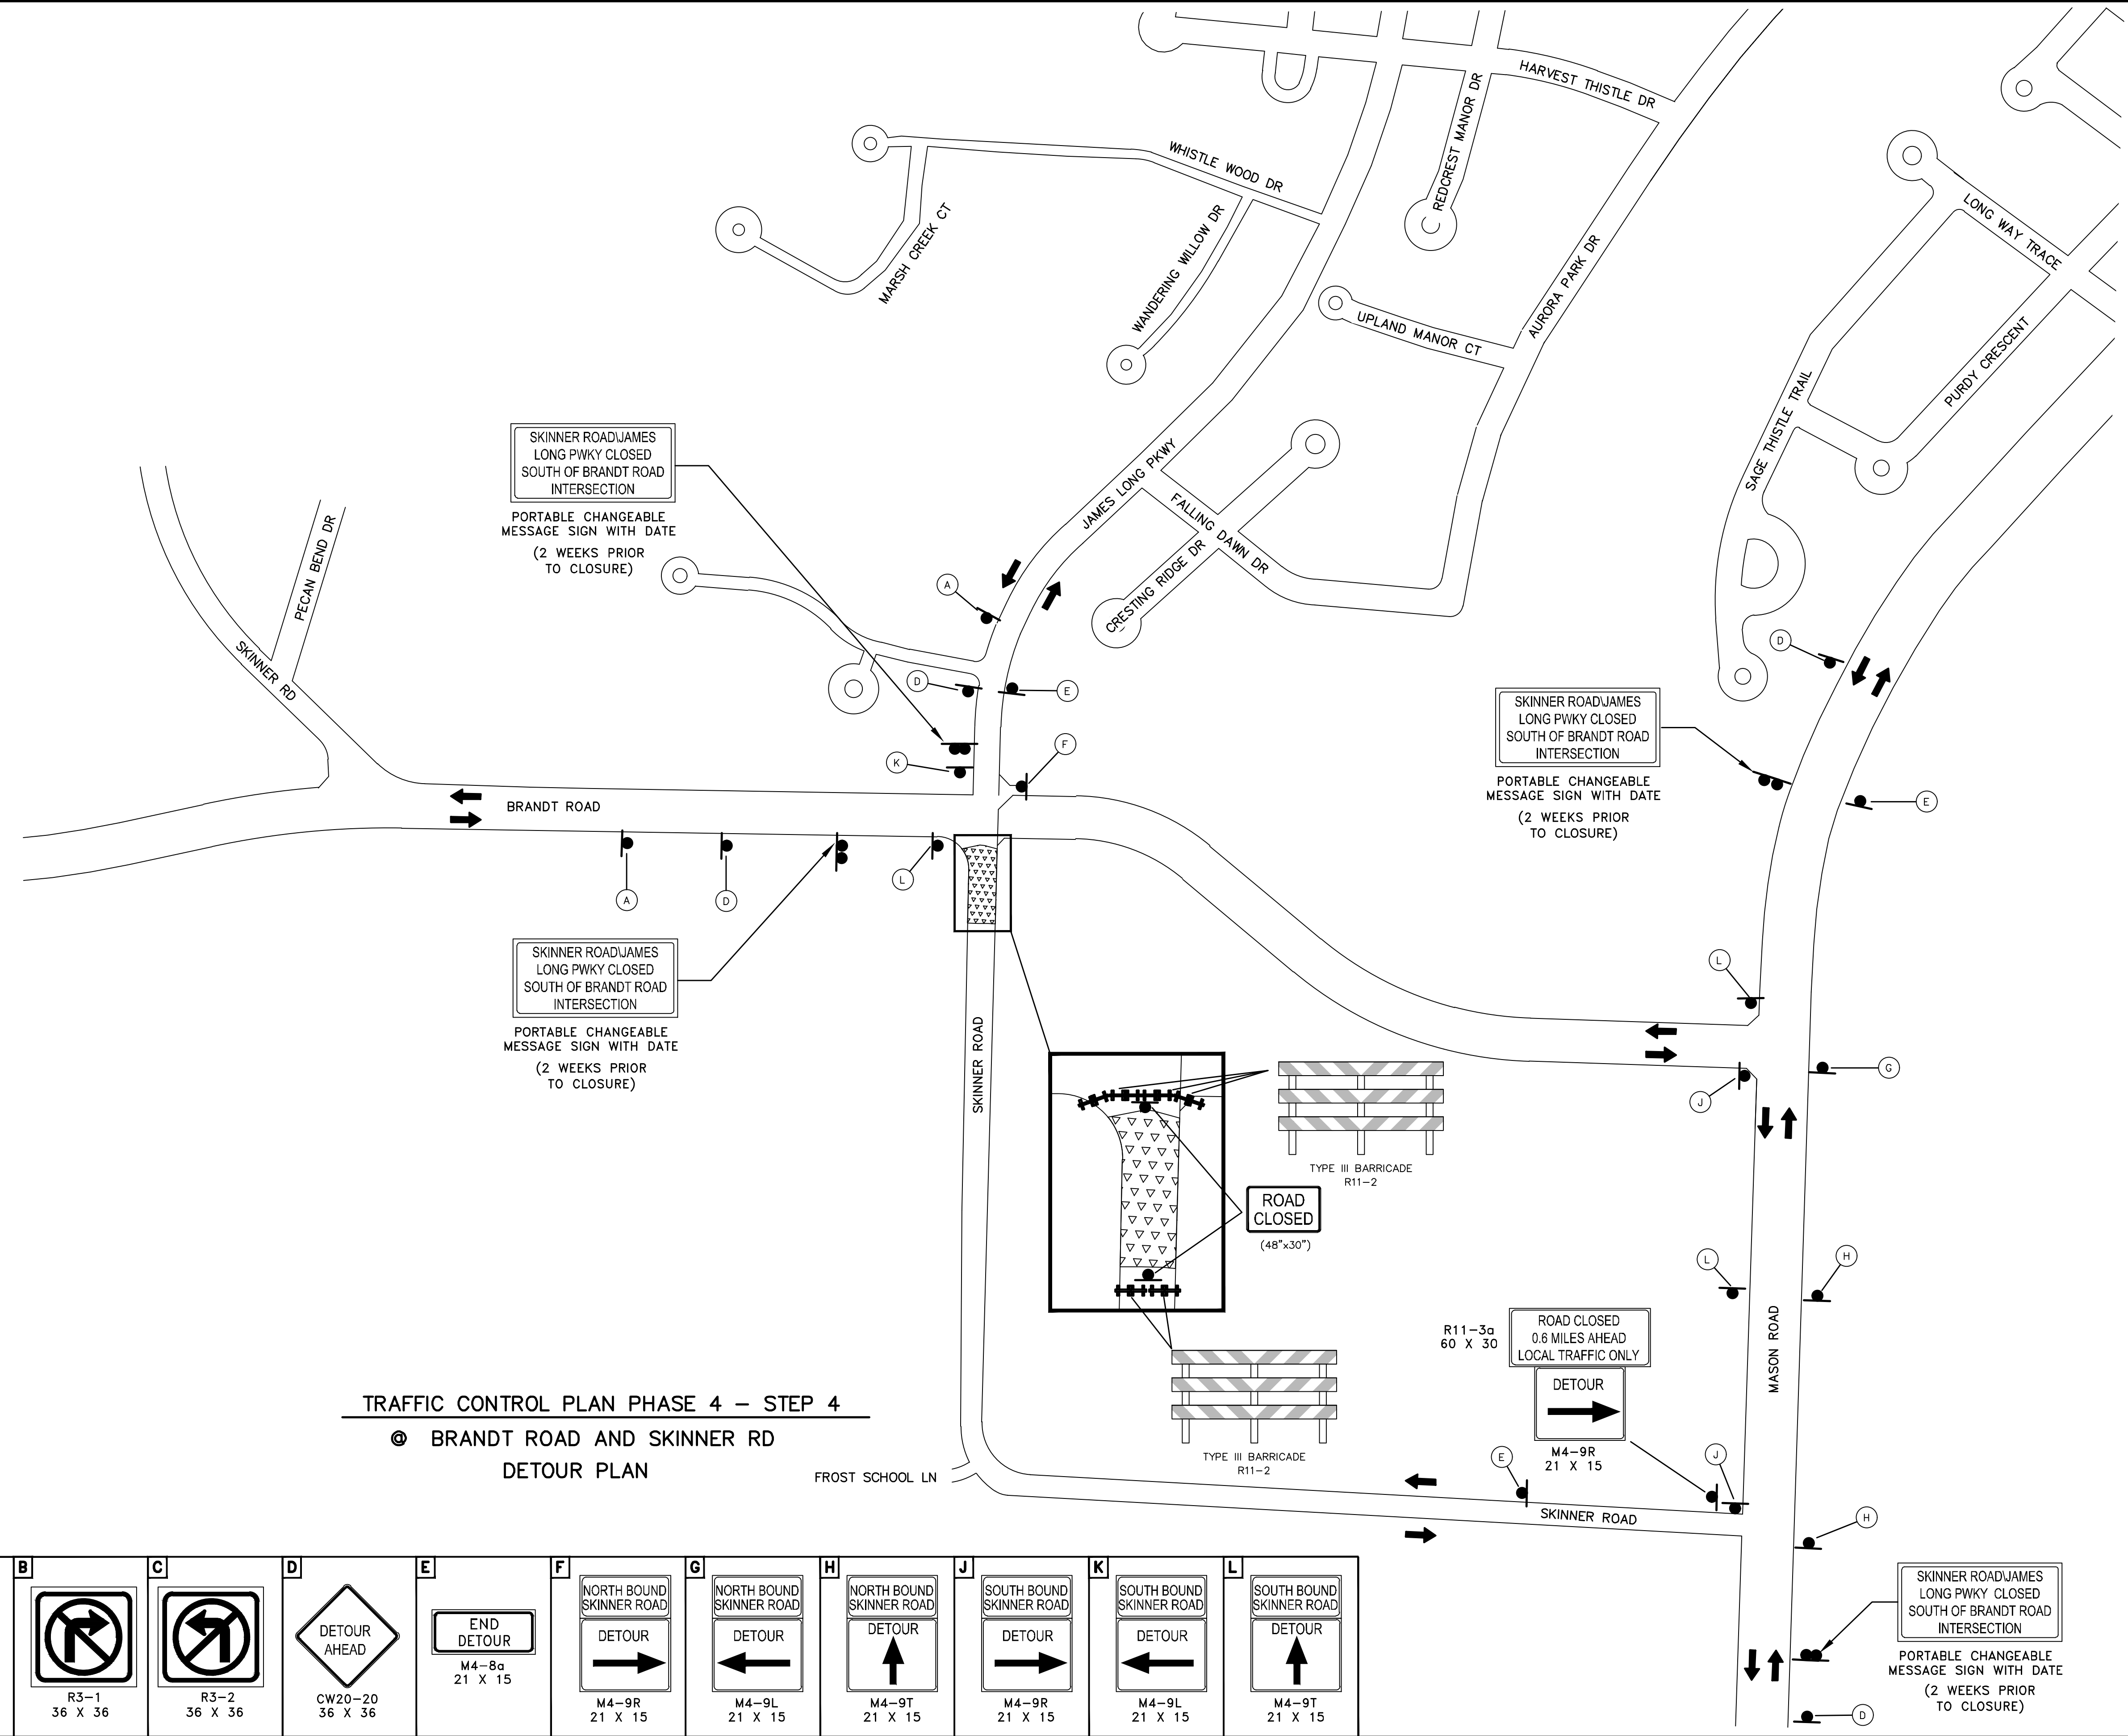 HARVEST THISTLE DR
REDCREST MANOR DR
WHISTLE WOOD DR
MARSH CREEK CT
WANDERING WILLOW DR
UPLAND MANOR CT
AURORA PARK DR
LONG WAY TRACE
PURDY CRESCENT
SAGE THISTLE TRAIL
SKINNER ROAD\JAMES
LONG PWKY CLOSED
SOUTH OF BRANDT ROAD
INTERSECTION
PORTABLE CHANGEABLE
MESSAGE SIGN WITH DATE
(2 WEEKS PRIOR
TO CLOSURE)
JAMES LONG PKWY
FALLING DAWN DR
CRESTING RIDGE DR
PECAN BEND DR
SKINNER RD
A
D
E
K
F
D
SKINNER ROAD\JAMES
LONG PWKY CLOSED
SOUTH OF BRANDT ROAD
INTERSECTION
PORTABLE CHANGEABLE
MESSAGE SIGN WITH DATE
(2 WEEKS PRIOR
TO CLOSURE)
E
BRANDT ROAD
A
D
L
SKINNER ROAD\JAMES
LONG PWKY CLOSED
SOUTH OF BRANDT ROAD
INTERSECTION
PORTABLE CHANGEABLE
MESSAGE SIGN WITH DATE
(2 WEEKS PRIOR
TO CLOSURE)
L
G
J
SKINNER ROAD
TYPE III BARRICADE
R11-2
ROAD
CLOSED
(48"x30")
L
H
MASON ROAD
R11-3a
60 X 30
ROAD CLOSED
0.6 MILES AHEAD
LOCAL TRAFFIC ONLY
DETOUR
M4-9R
21 X 15
TYPE III BARRICADE
R11-2
E
J
SKINNER ROAD
H
TRAFFIC CONTROL PLAN PHASE 4 - STEP 4
@ BRANDT ROAD AND SKINNER RD
DETOUR PLAN
FROST SCHOOL LN
SKINNER ROAD\JAMES
LONG PWKY CLOSED
SOUTH OF BRANDT ROAD
INTERSECTION
PORTABLE CHANGEABLE
MESSAGE SIGN WITH DATE
(2 WEEKS PRIOR
TO CLOSURE)
D
B
R3-1
36 X 36
C
R3-2
36 X 36
D
DETOUR
AHEAD
CW20-20
36 X 36
E
END
DETOUR
M4-8a
21 X 15
F
NORTH BOUND
SKINNER ROAD
DETOUR
M4-9R
21 X 15
G
NORTH BOUND
SKINNER ROAD
DETOUR
M4-9L
21 X 15
H
NORTH BOUND
SKINNER ROAD
DETOUR
M4-9T
21 X 15
J
SOUTH BOUND
SKINNER ROAD
DETOUR
M4-9R
21 X 15
K
SOUTH BOUND
SKINNER ROAD
DETOUR
M4-9L
21 X 15
L
SOUTH BOUND
SKINNER ROAD
DETOUR
M4-9T
21 X 15